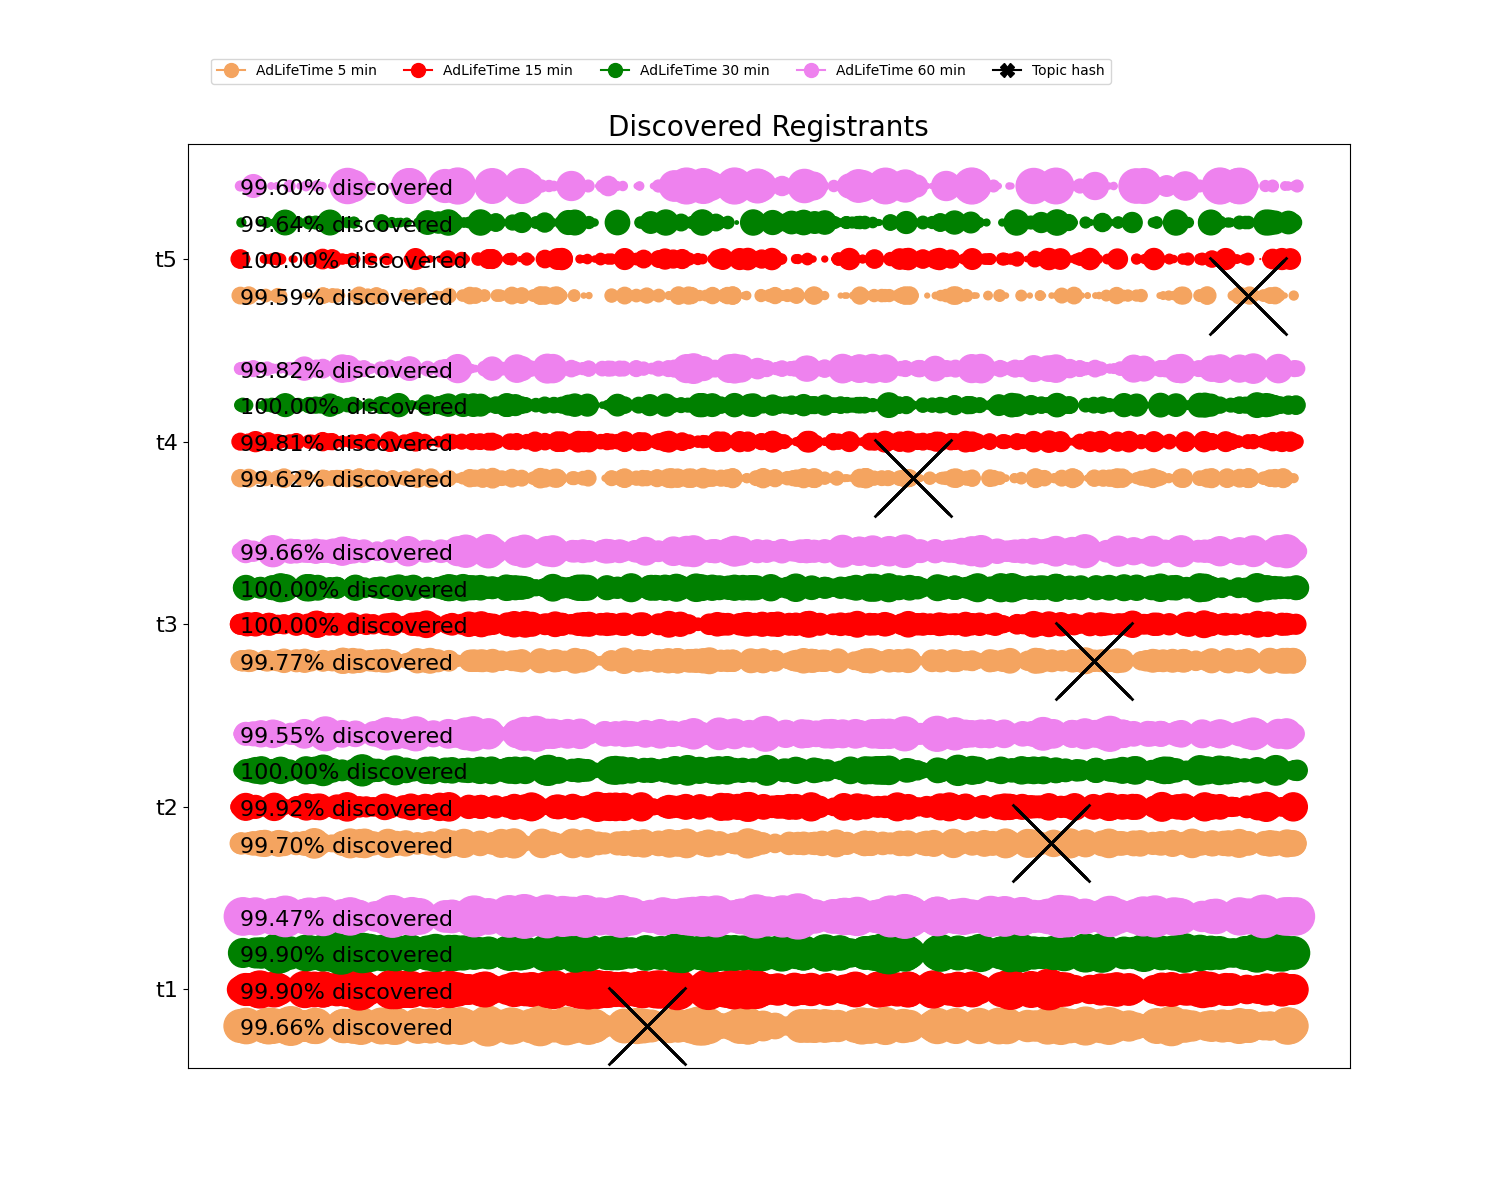 AdLifeTime 5 min AdLifeTime 15 min AdLifeTime 30 min AdLifeTime 60 min Topic hash
Discovered Registrants
99.60% discovered
99.64% discovered
t5 100.00% discovered
99.59% discovered
99.82% discovered
100.00% discovered
t4 99.81% discovered
99.62% discovered
99.66% discovered
100.00% discovered
t3 100.00% discovered
99.77% discovered
99.55% discovered
100.00% discovered
t2 99.92% discovered
99.70% discovered
99.47% discovered
99.90% discovered
t1 99.90% discovered
99.66% discovered